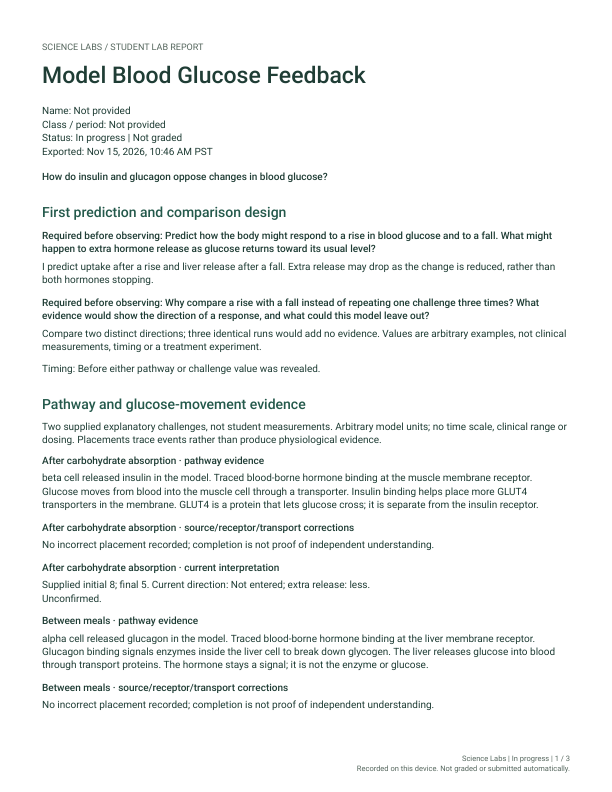 SCIENCE LABS / STUDENT LAB REPORT
Model Blood Glucose Feedback
Name: Not provided
Class / period: Not provided
Status: In progress | Not graded
Exported: Nov 15, 2026, 10:46 AM PST
How do insulin and glucagon oppose changes in blood glucose?
First prediction and comparison design
Required before observing: Predict how the body might respond to a rise in blood glucose and to a fall. What might
happen to extra hormone release as glucose returns toward its usual level?
I predict uptake after a rise and liver release after a fall. Extra release may drop as the change is reduced, rather than
both hormones stopping.
Required before observing: Why compare a rise with a fall instead of repeating one challenge three times? What
evidence would show the direction of a response, and what could this model leave out?
Compare two distinct directions; three identical runs would add no evidence. Values are arbitrary examples, not clinical
measurements, timing or a treatment experiment.
Timing: Before either pathway or challenge value was revealed.
Pathway and glucose-movement evidence
Two supplied explanatory challenges, not student measurements. Arbitrary model units; no time scale, clinical range or
dosing. Placements trace events rather than produce physiological evidence.
After carbohydrate absorption · pathway evidence
beta cell released insulin in the model. Traced blood-borne hormone binding at the muscle membrane receptor.
Glucose moves from blood into the muscle cell through a transporter. Insulin binding helps place more GLUT4
transporters in the membrane. GLUT4 is a protein that lets glucose cross; it is separate from the insulin receptor.
After carbohydrate absorption · source/receptor/transport corrections
No incorrect placement recorded; completion is not proof of independent understanding.
After carbohydrate absorption · current interpretation
Supplied initial 8; final 5. Current direction: Not entered; extra release: less.
Unconfirmed.
Between meals · pathway evidence
alpha cell released glucagon in the model. Traced blood-borne hormone binding at the liver membrane receptor.
Glucagon binding signals enzymes inside the liver cell to break down glycogen. The liver releases glucose into blood
through transport proteins. The hormone stays a signal; it is not the enzyme or glucose.
Between meals · source/receptor/transport corrections
No incorrect placement recorded; completion is not proof of independent understanding.
Science Labs | In progress | 1 / 3
Recorded on this device. Not graded or submitted automatically.